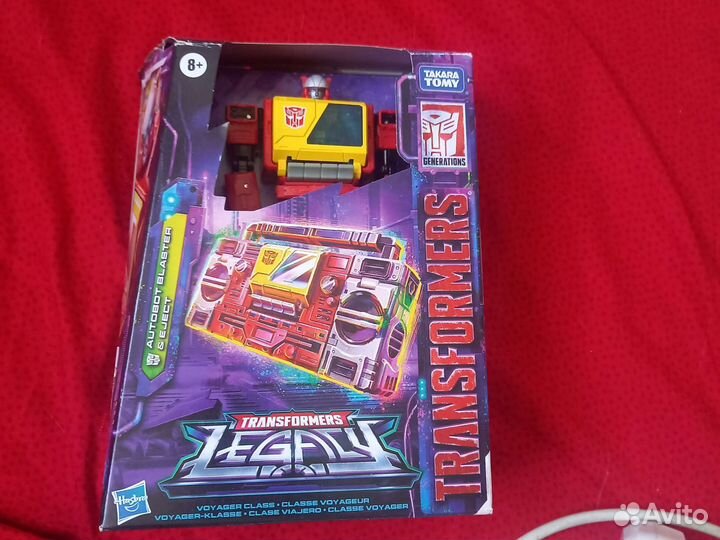 8+
TAKARA
TOMY
GENERATIONS
TRANSFORMERS
AUTOBOT BLASTER
& EJECT
TRANSFORMERS
LEGACY
Hasbro
VOYAGER CLASS • CLASSE VOYAGEUR
VOYAGER-KLASSE • CLASE VIAJERO • CLASSE VOYAGER
Avito